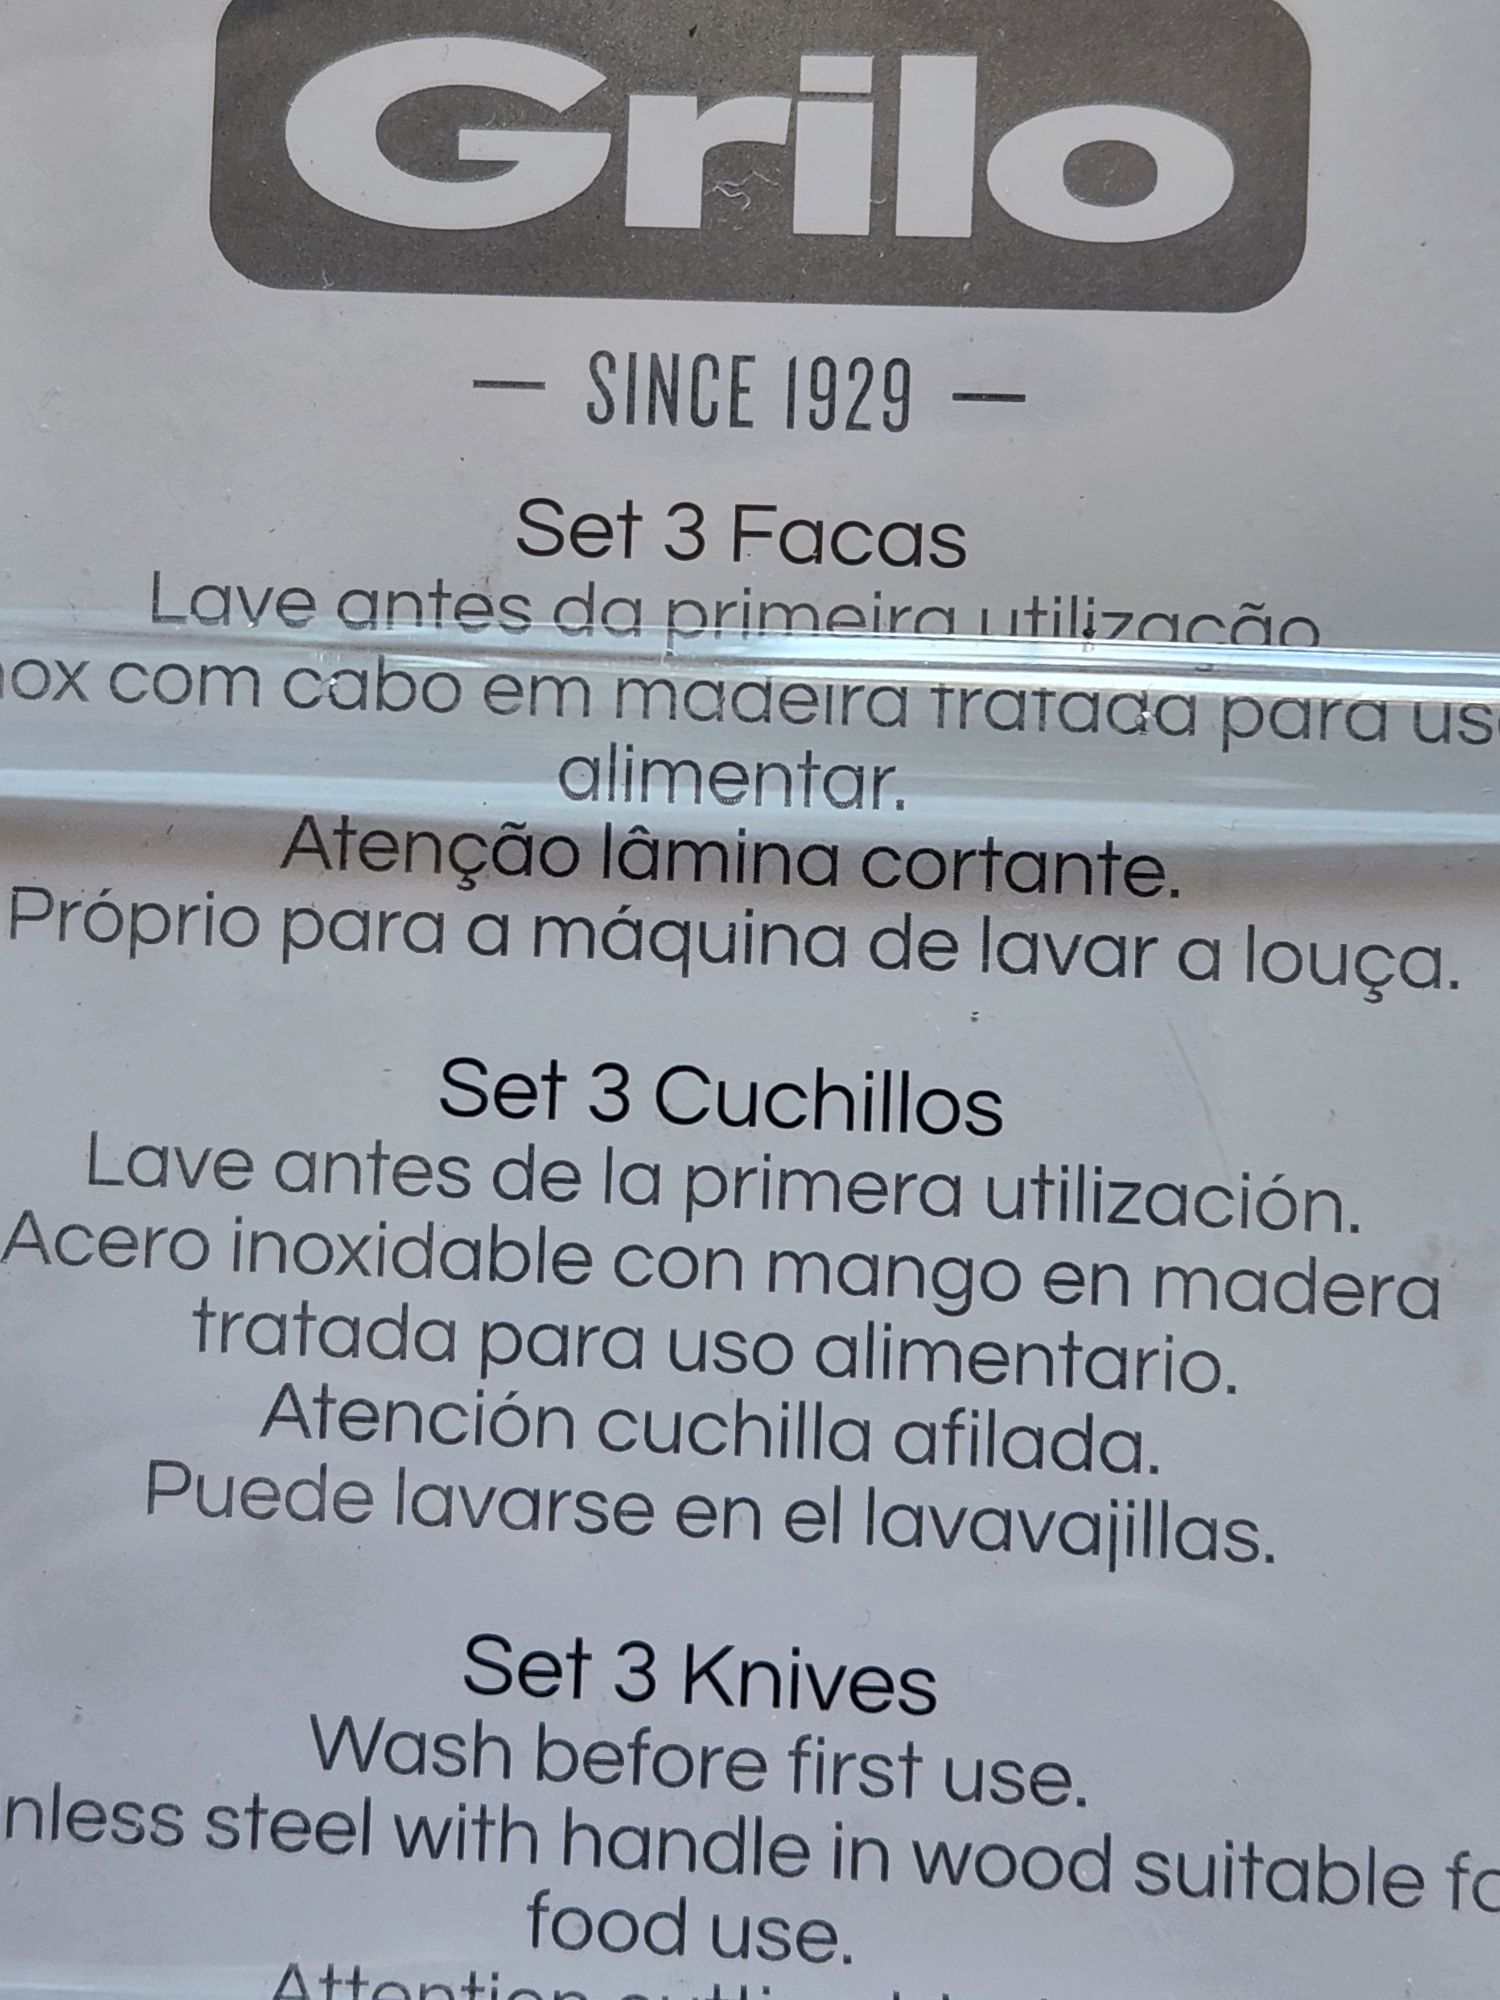 Grilo
— SINCE 1929 —
Set 3 Facas
Lave antes da primeira utilização
com cabo em madeira tratada para
alimentar.
Atenção lâmina cortante.
Próprio para a máquina de lavar a louça.
Set 3 Cuchillos
Lave antes de la primera utilización.
Acero inoxidable con mango en madera
tratada para uso alimentario.
Atención cuchilla afilada.
Puede lavarse en el lavavajillas.
Set 3 Knives
Wash before first use.
steel with handle in wood suitable
food use.
Attention